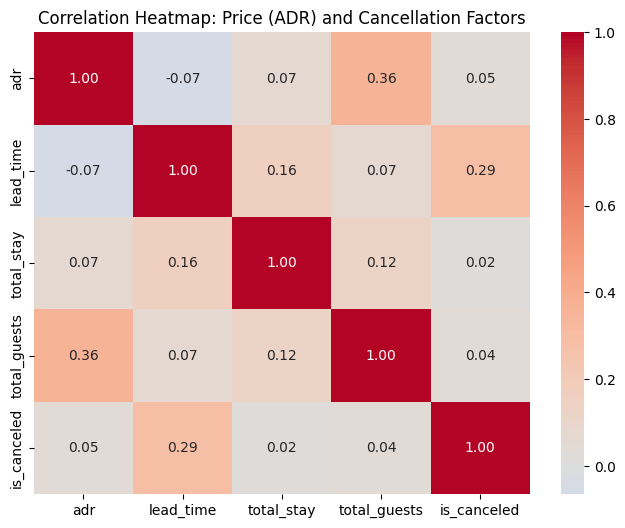 Correlation Heatmap: Price (ADR) and Cancellation Factors
adr 1.00 -0.07 0.07 0.36 0.05
lead_time -0.07 1.00 0.16 0.07 0.29
total_stay 0.07 0.16 1.00 0.12 0.02
total_guests 0.36 0.07 0.12 1.00 0.04
is_canceled 0.05 0.29 0.02 0.04 1.00
adr lead_time total_stay total_guests is_canceled
1.0
0.8
0.6
0.4
0.2
0.0